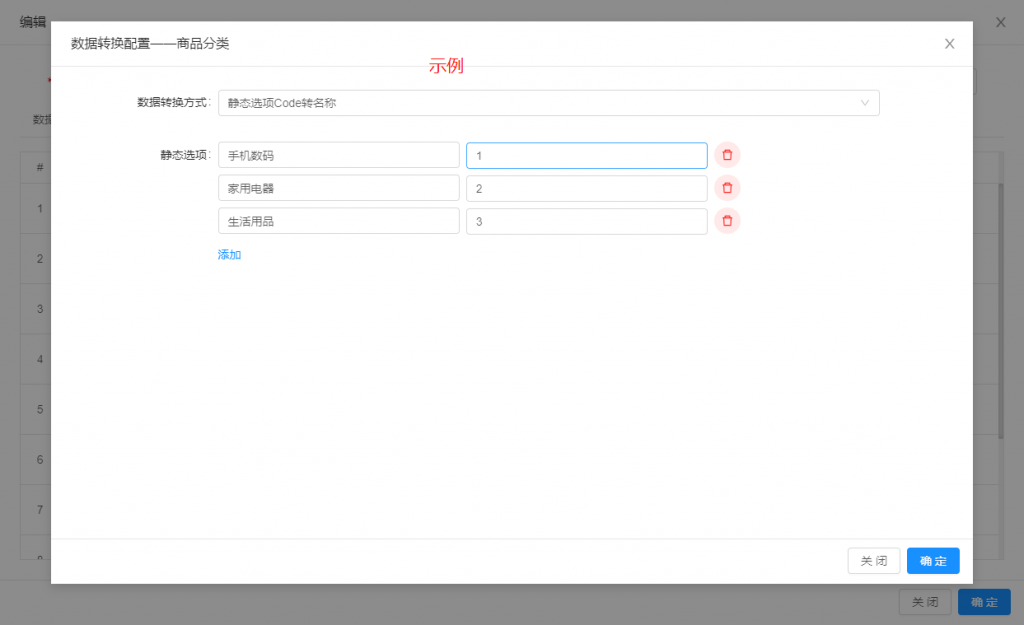 编辑
数据转换配置——商品分类
示例
数据转换方式:
静态选项Code转名称
数据
静态选项:
手机数码
1
家用电器
2
生活用品
3
添加
#
1
2
3
4
5
6
7
关 闭
确 定
关 闭
确 定